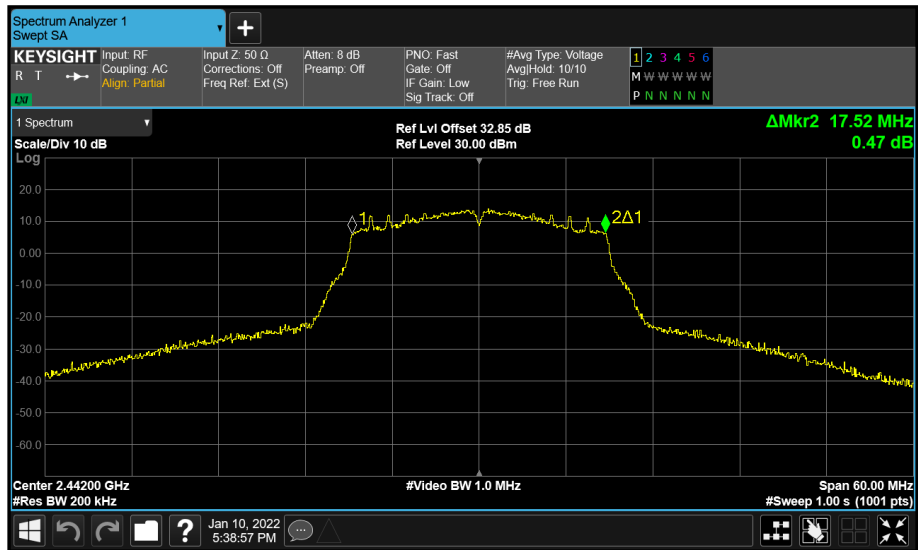 Spectrum Analyzer 1
Swept SA
+
KEYSIGHT
R T
LXI
Input: RF
Coupling: AC
Align: Partial
Input Z: 50 Ω
Corrections: Off
Freq Ref: Ext (S)
Atten: 8 dB
Preamp: Off
PNO: Fast
Gate: Off
IF Gain: Low
Sig Track: Off
#Avg Type: Voltage
Avg|Hold: 10/10
Trig: Free Run
1 2 3 4 5 6
M W W W W W
P N N N N N
1 Spectrum
Scale/Div 10 dB
Ref Lvl Offset 32.85 dB
Ref Level 30.00 dBm
ΔMkr2 17.52 MHz
0.47 dB
Log
20.0
10.0
0.00
-10.0
-20.0
-30.0
-40.0
-50.0
-60.0
1
2Δ1
Center 2.44200 GHz
#Res BW 200 kHz
#Video BW 1.0 MHz
Span 60.00 MHz
#Sweep 1.00 s (1001 pts)
?
Jan 10, 2022
5:38:57 PM